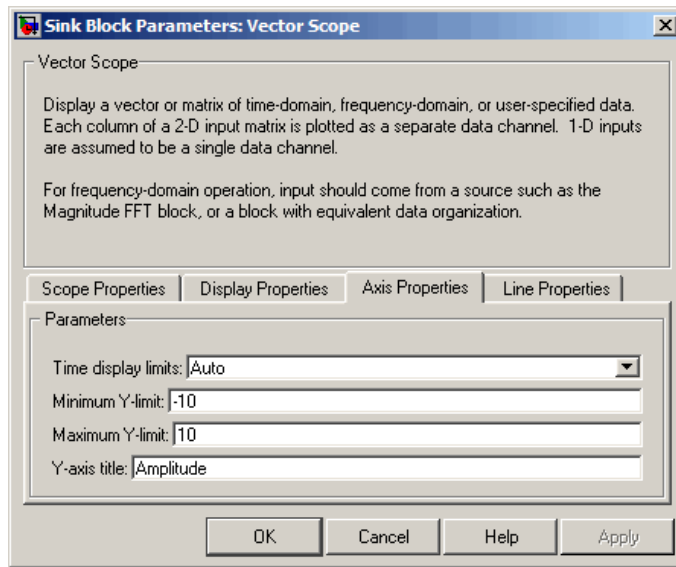 Sink Block Parameters: Vector Scope
Vector Scope
Display a vector or matrix of time-domain, frequency-domain, or user-specified data.
Each column of a 2-D input matrix is plotted as a separate data channel. 1-D inputs
are assumed to be a single data channel.
For frequency-domain operation, input should come from a source such as the
Magnitude FFT block, or a block with equivalent data organization.
Scope Properties Display Properties Axis Properties Line Properties
Parameters
Time display limits: Auto
Minimum Y-limit: -10
Maximum Y-limit: 10
Y-axis title: Amplitude
OK Cancel Help Apply